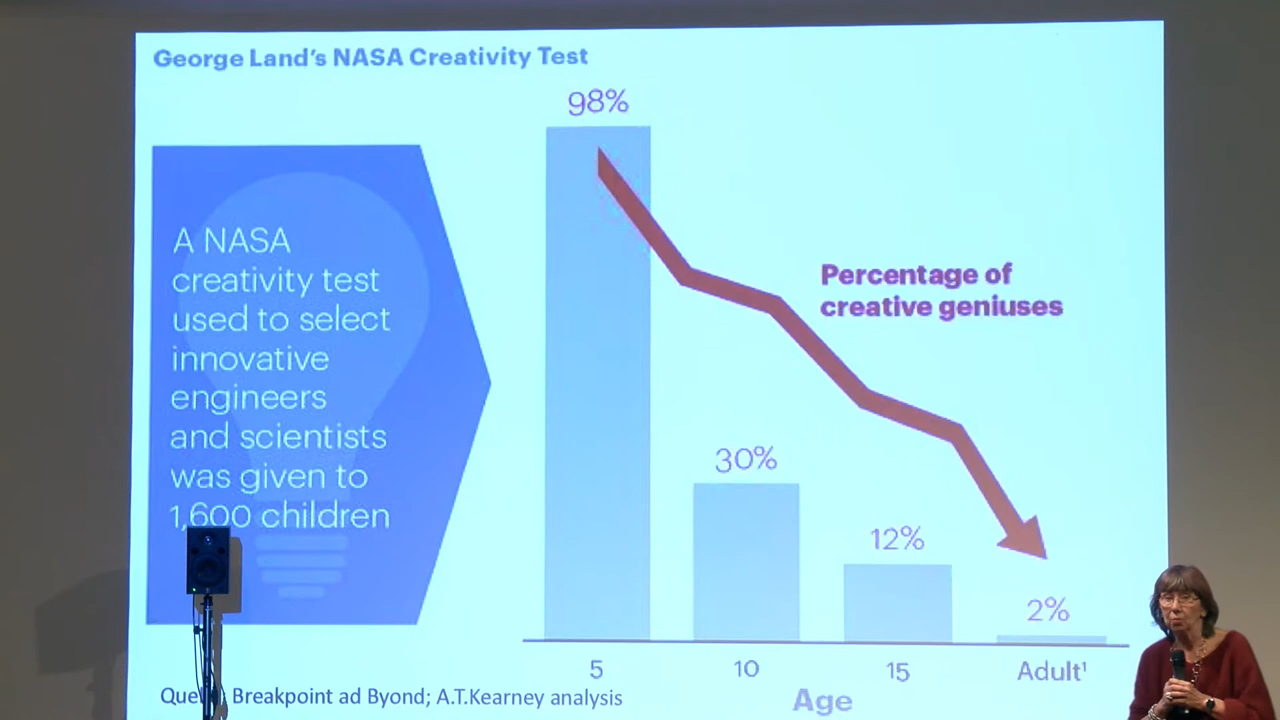 George Land's NASA Creativity Test
98%
A NASA
creativity test
used to select
innovative
engineers
and scientists
was given to
1,600 children
Percentage of
creative geniuses
30%
12%
2%
5
10
15
Adult¹
Age
Breakpoint ad Byond; A.T.Kearney analysis